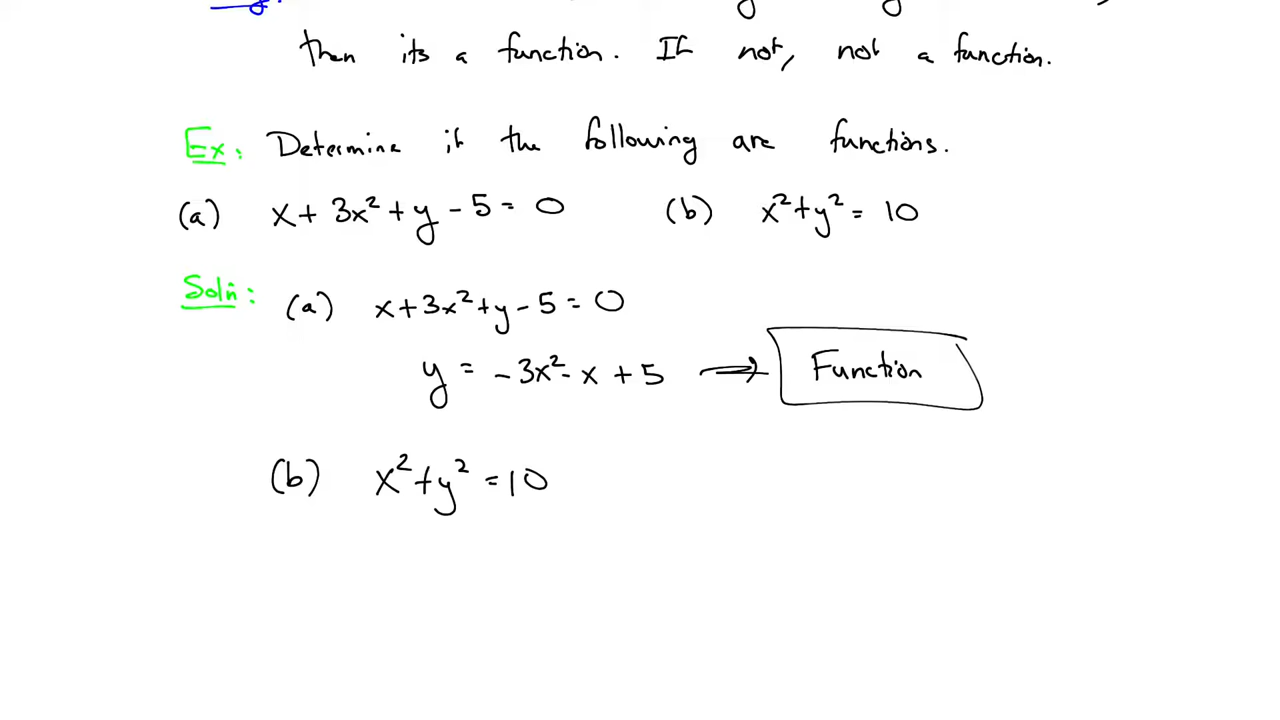 then its a function. If not, not a function.
Ex: Determine if the following are functions.
(a) x + 3x² + y - 5 = 0 (b) x² + y² = 10
Soln: (a) x + 3x² + y - 5 = 0
y = -3x² - x + 5 ⟹ Function
(b) x² + y² = 10